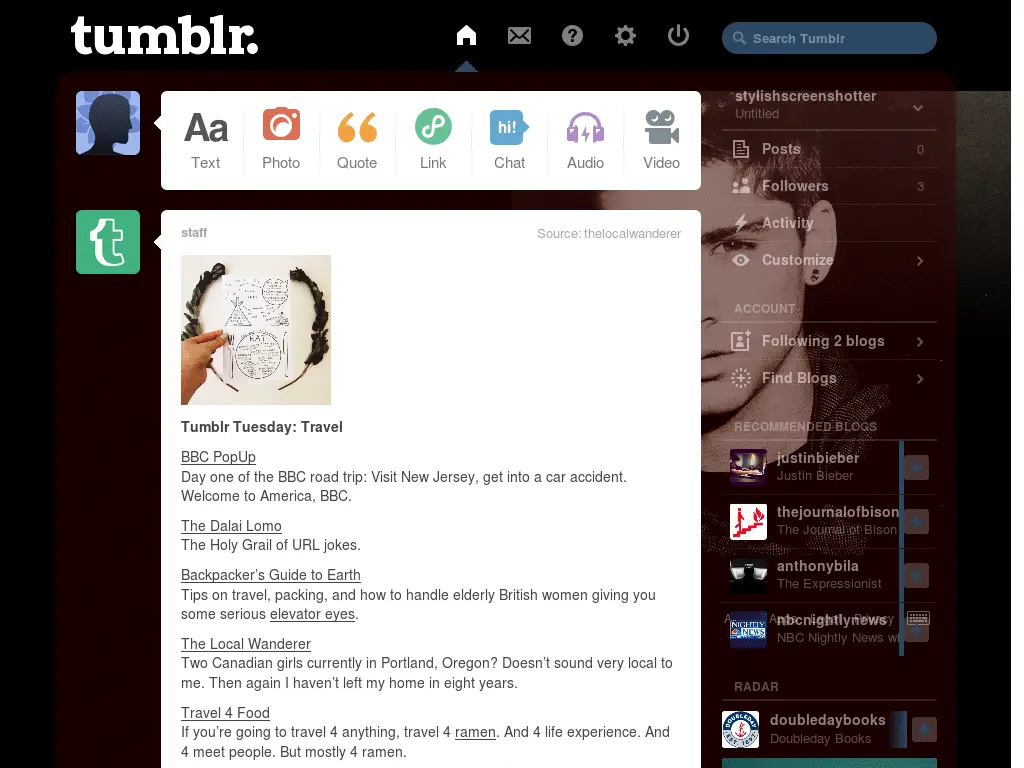 tumblr.
Search Tumblr
Aa
Text
Photo
Quote
Link
hi!
Chat
Audio
Video
stylishscreenshotter
Untitled
Posts 0
Followers 3
Activity
Customize
ACCOUNT
Following 2 blogs
Find Blogs
RECOMMENDED BLOGS
justinbieber
Justin Bieber
thejournalofbison
The Journal of Bison
anthonybila
The Expressionist
nbcnightlynews
NBC Nightly News wi
Legal Privacy
RADAR
doubledaybooks
Doubleday Books
staff
Source: thelocalwanderer
EAT
Tumblr Tuesday: Travel
BBC PopUp
Day one of the BBC road trip: Visit New Jersey, get into a car accident.
Welcome to America, BBC.
The Dalai Lomo
The Holy Grail of URL jokes.
Backpacker’s Guide to Earth
Tips on travel, packing, and how to handle elderly British women giving you
some serious elevator eyes.
The Local Wanderer
Two Canadian girls currently in Portland, Oregon? Doesn’t sound very local to
me. Then again I haven’t left my home in eight years.
Travel 4 Food
If you’re going to travel 4 anything, travel 4 ramen. And 4 life experience. And
4 meet people. But mostly 4 ramen.
NIGHTLY
NEWS
DOUBLEDAY